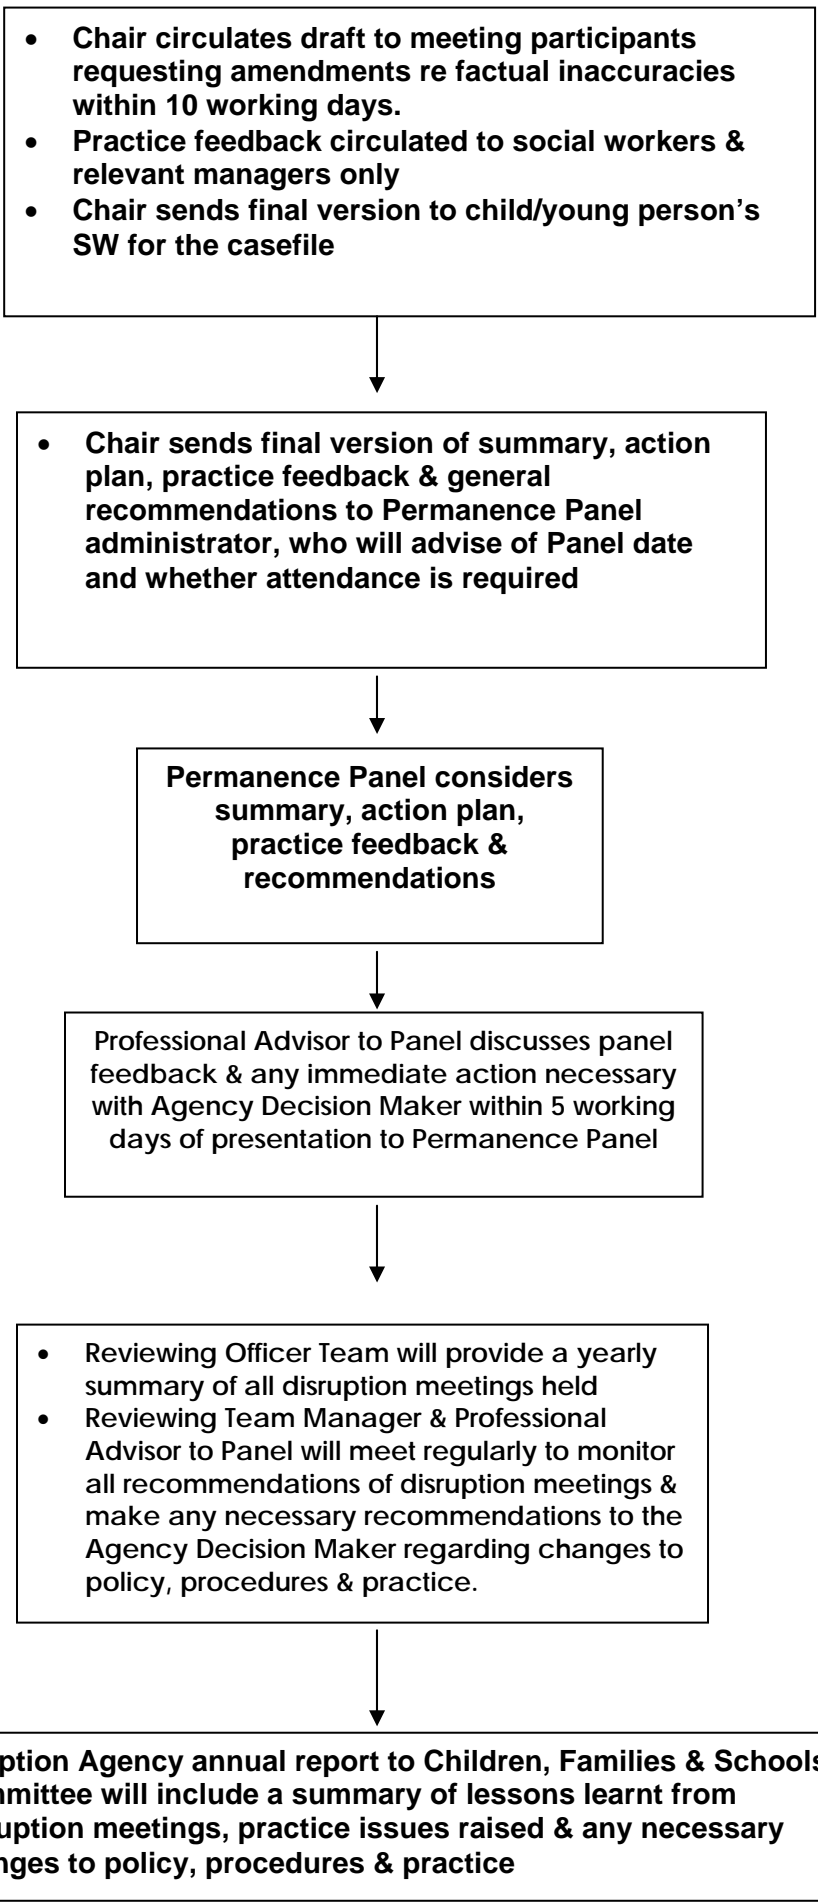 • Chair circulates draft to meeting participants
requesting amendments re factual inaccuracies
within 10 working days.
• Practice feedback circulated to social workers &
relevant managers only
• Chair sends final version to child/young person's
SW for the casefile
• Chair sends final version of summary, action
plan, practice feedback & general
recommendations to Permanence Panel
administrator, who will advise of Panel date
and whether attendance is required
Permanence Panel considers
summary, action plan,
practice feedback &
recommendations
Professional Advisor to Panel discusses panel
feedback & any immediate action necessary
with Agency Decision Maker within 5 working
days of presentation to Permanence Panel
• Reviewing Officer Team will provide a yearly
summary of all disruption meetings held
• Reviewing Team Manager & Professional
Advisor to Panel will meet regularly to monitor
all recommendations of disruption meetings &
make any necessary recommendations to the
Agency Decision Maker regarding changes to
policy, procedures & practice.
ption Agency annual report to Children, Families & Schools
mittee will include a summary of lessons learnt from
uption meetings, practice issues raised & any necessary
nges to policy, procedures & practice